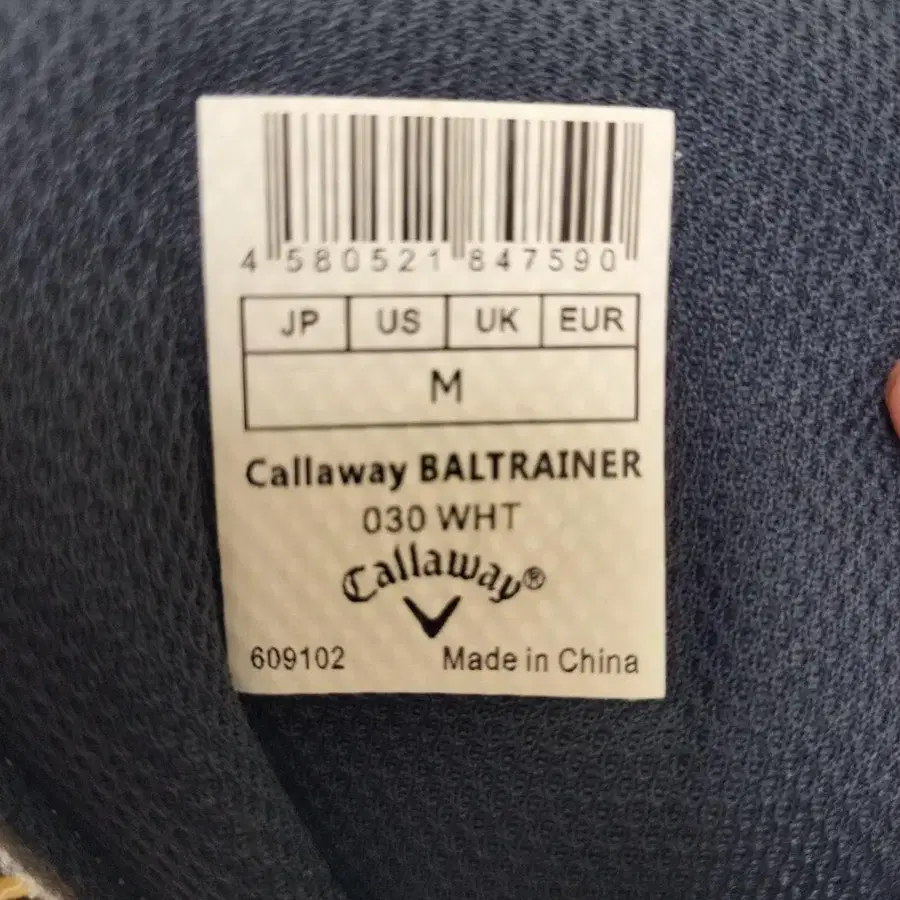 4 580521 847590
JP US UK EUR
M
Callaway BALTRAINER
030 WHT
Callaway®
609102 Made in China